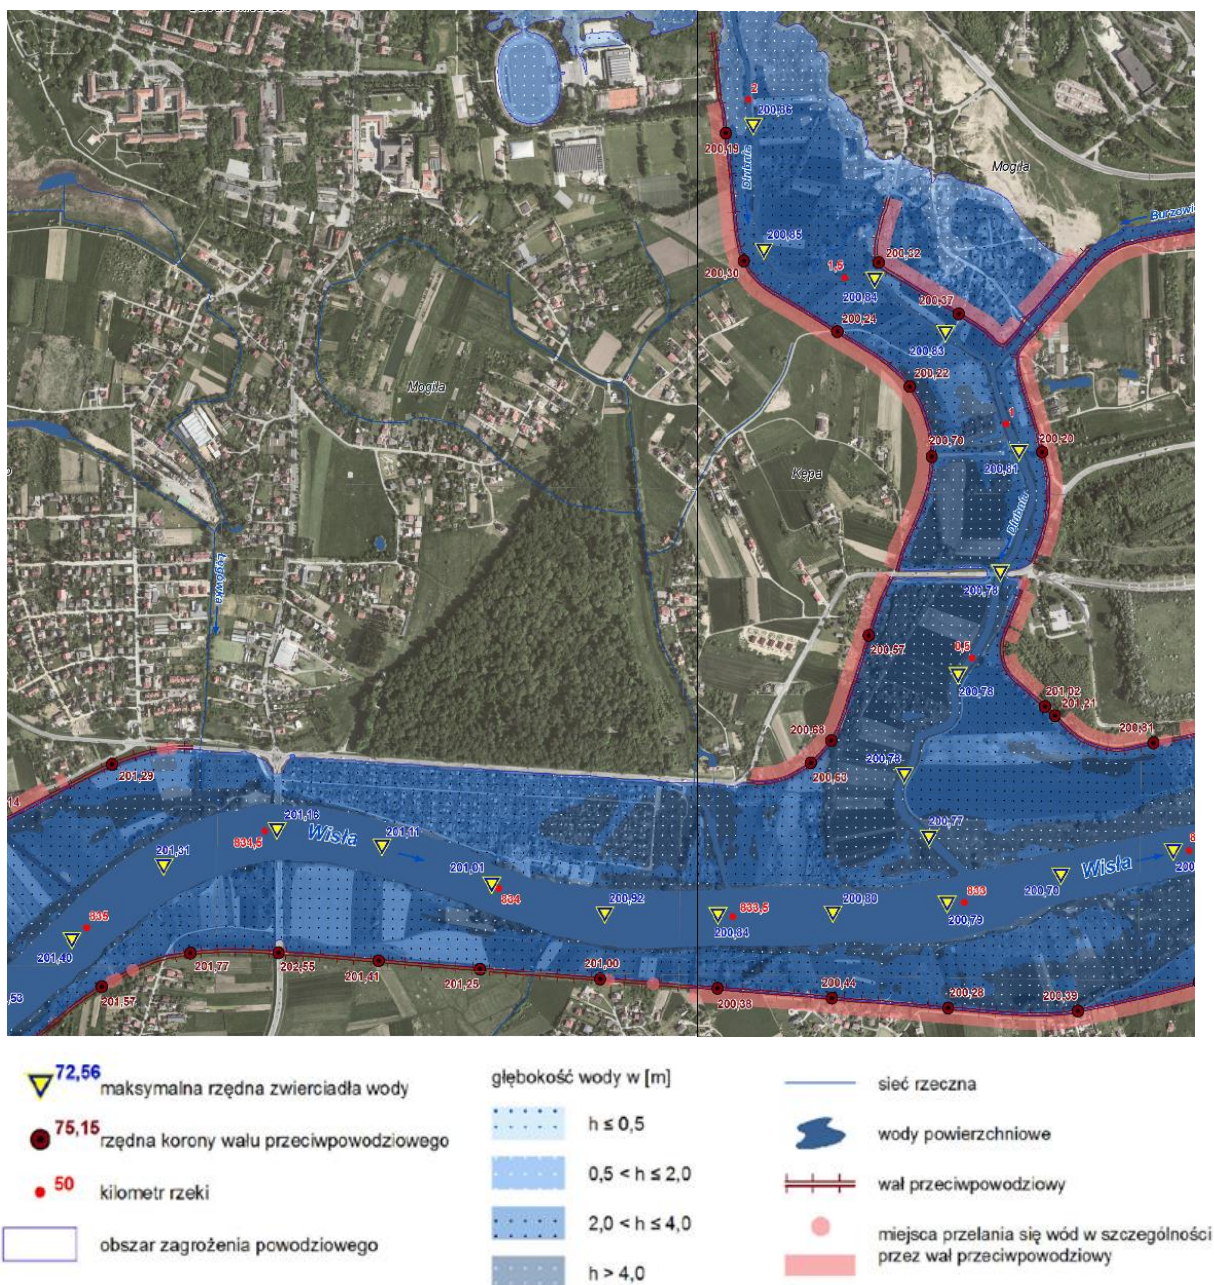 2
200,86
200,19
Dłubnia
Mogiła
200,85
200,30
200,32
1,5
200,84
200,37
200,24
200,83
200,22
Mogiła
1
200,70
200,20
200,81
Kępa
Dłubnia
Łęgówka
200,78
200,57
0,5
200,78
201,02
201,21
200,68
200,81
201,29
200,63
200,78
14
201,16
834,5
Wisła
201,11
200,77
201,31
201,01
834
Wisła
200,70
835
200,92
833,5
200,80
833
201,40
200,84
200,79
201,77
202,55
201,41
201,25
201,00
201,57
200,38
200,44
200,28
200,39
,53
72,56 maksymalna rzędna zwierciadła wody
75,15 rzędna korony wału przeciwpowodziowego
50 kilometr rzeki
obszar zagrożenia powodziowego
głębokość wody w [m]
h ≤ 0,5
0,5 < h ≤ 2,0
2,0 < h ≤ 4,0
h > 4,0
sieć rzeczna
wody powierzchniowe
wał przeciwpowodziowy
miejsca przelania się wód w szczególności
przez wał przeciwpowodziowy